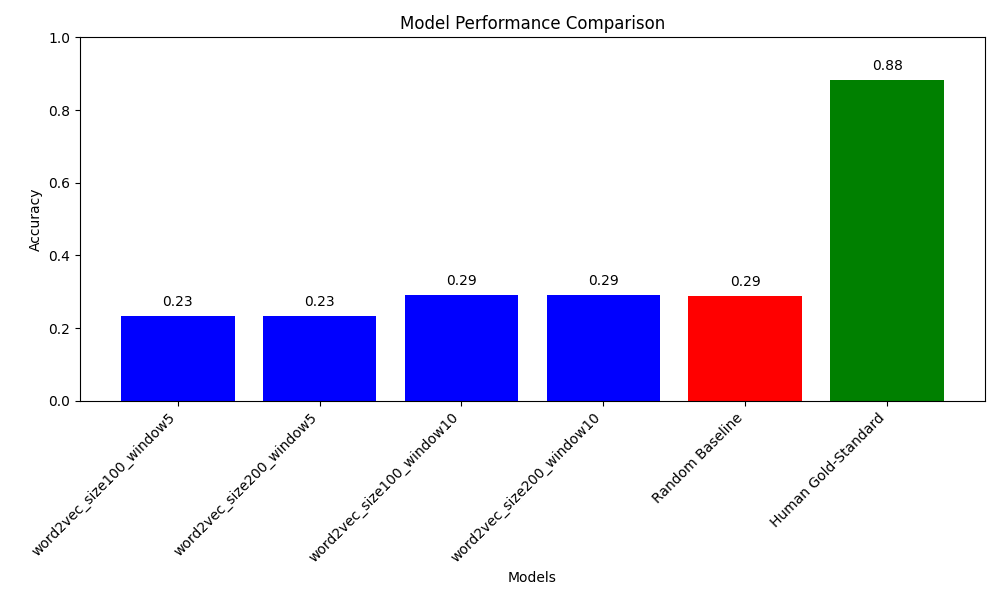 Model Performance Comparison
1.0
0.8
0.6
0.4
0.2
0.0
Accuracy
0.23
0.23
0.29
0.29
0.29
0.88
word2vec_size100_window5
word2vec_size200_window5
word2vec_size100_window10
word2vec_size200_window10
Random Baseline
Human Gold-Standard
Models